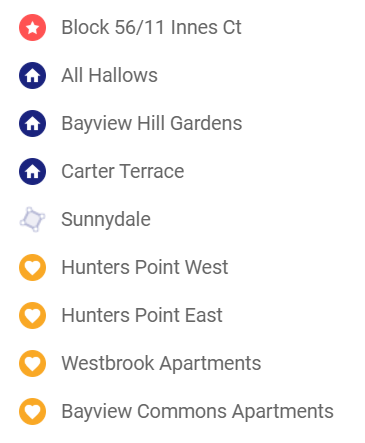 Block 56/11 Innes Ct
All Hallows
Bayview Hill Gardens
Carter Terrace
Sunnydale
Hunters Point West
Hunters Point East
Westbrook Apartments
Bayview Commons Apartments